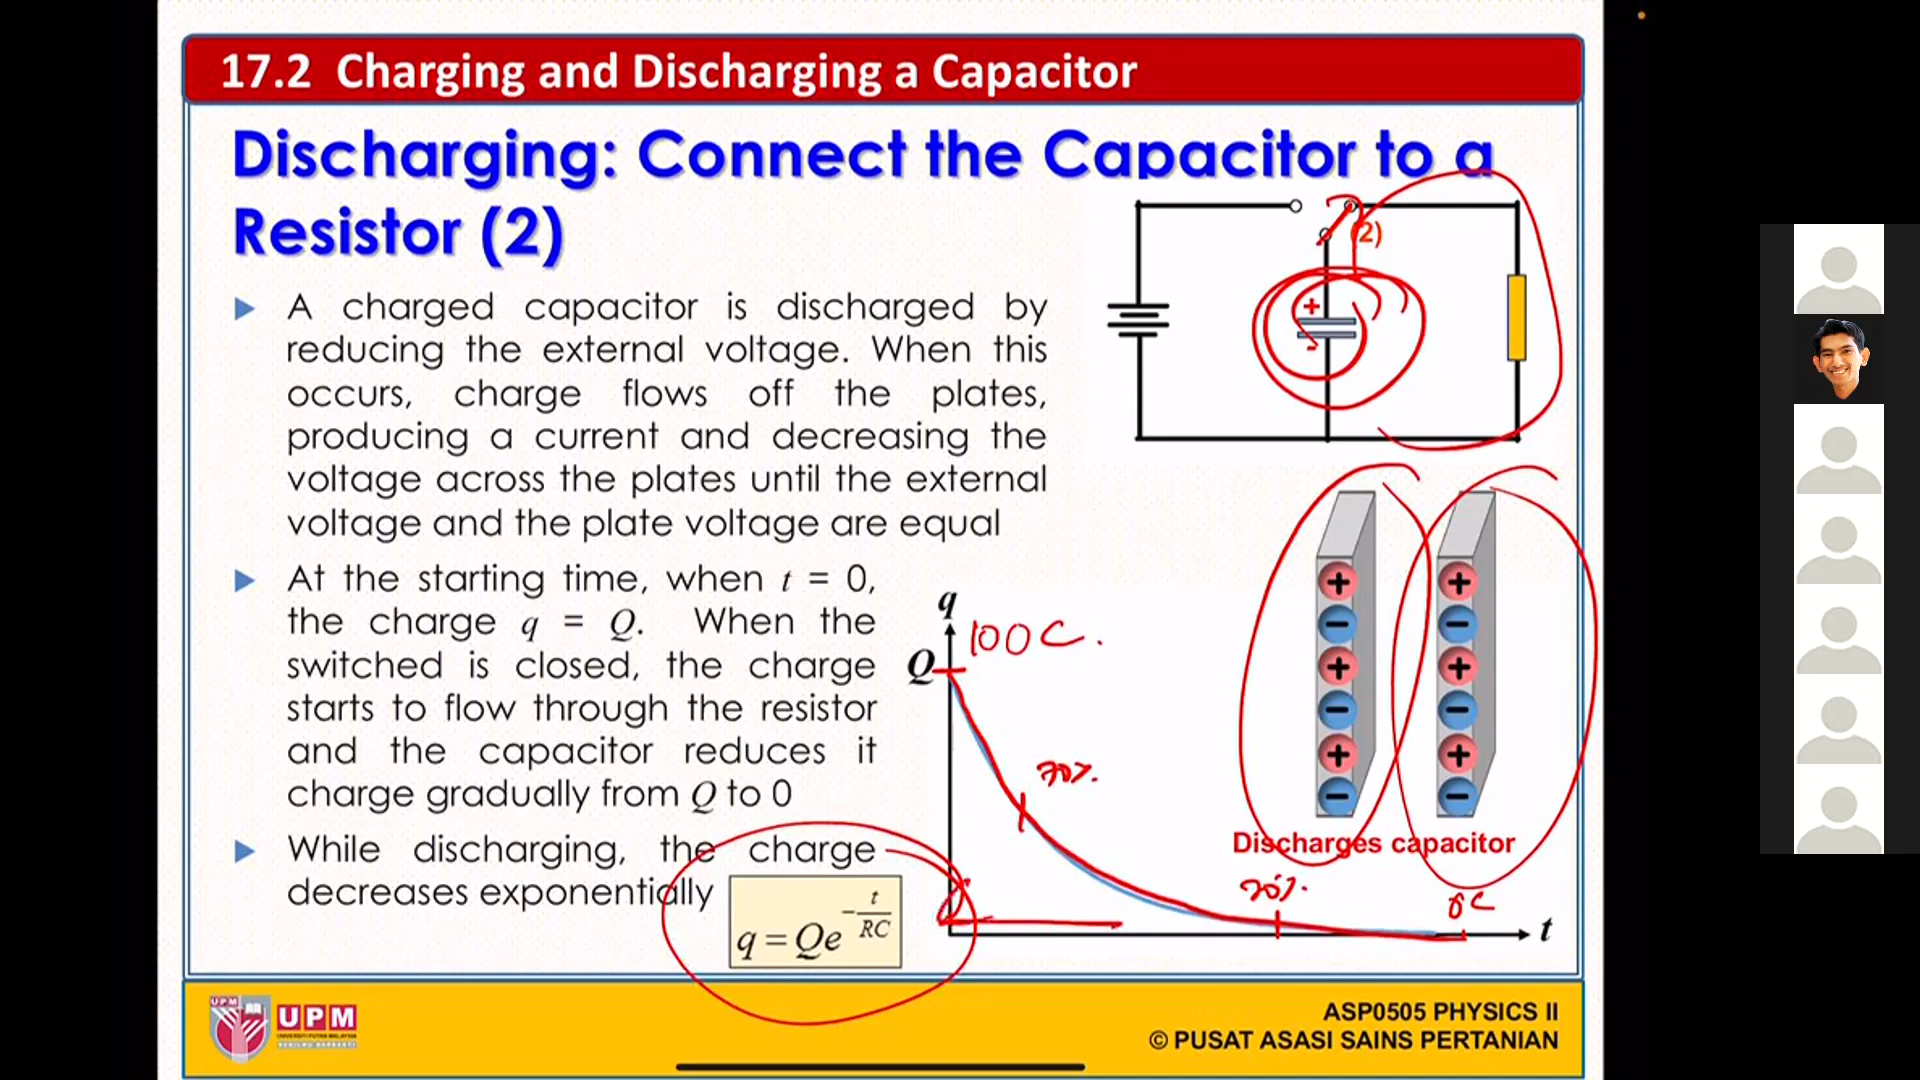 17.2 Charging and Discharging a Capacitor
Discharging: Connect the Capacitor to a
Resistor (2)
(2)
+
-
A charged capacitor is discharged by
reducing the external voltage. When this
occurs, charge flows off the plates,
producing a current and decreasing the
voltage across the plates until the external
voltage and the plate voltage are equal
At the starting time, when t = 0,
the charge q = Q. When the
switched is closed, the charge
starts to flow through the resistor
and the capacitor reduces it
charge gradually from Q to 0
While discharging, the charge
decreases exponentially
q = Qe^{-t/RC}
q
100C.
Q
70%.
20%.
0C
t
+ +
- -
+ +
- -
+ +
- -
Discharges capacitor
UPM
UPM
ASP0505 PHYSICS II
© PUSAT ASASI SAINS PERTANIAN